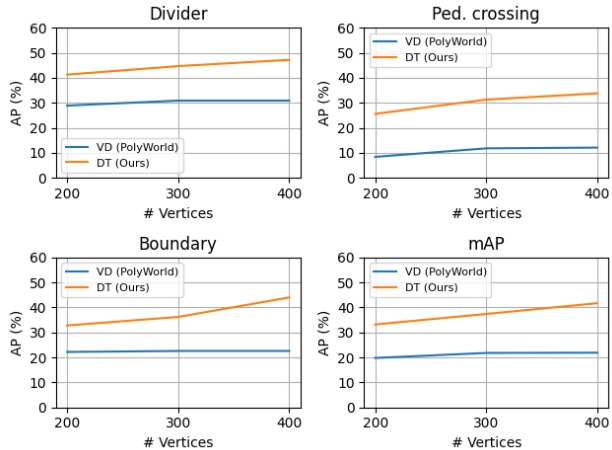 Divider
60
50
40
30
20
10
0
AP (%)
VD (PolyWorld)
DT (Ours)
200 300 400
# Vertices
Ped. crossing
60
50
40
30
20
10
0
AP (%)
VD (PolyWorld)
DT (Ours)
200 300 400
# Vertices
Boundary
60
50
40
30
20
10
0
AP (%)
VD (PolyWorld)
DT (Ours)
200 300 400
# Vertices
mAP
60
50
40
30
20
10
0
AP (%)
VD (PolyWorld)
DT (Ours)
200 300 400
# Vertices